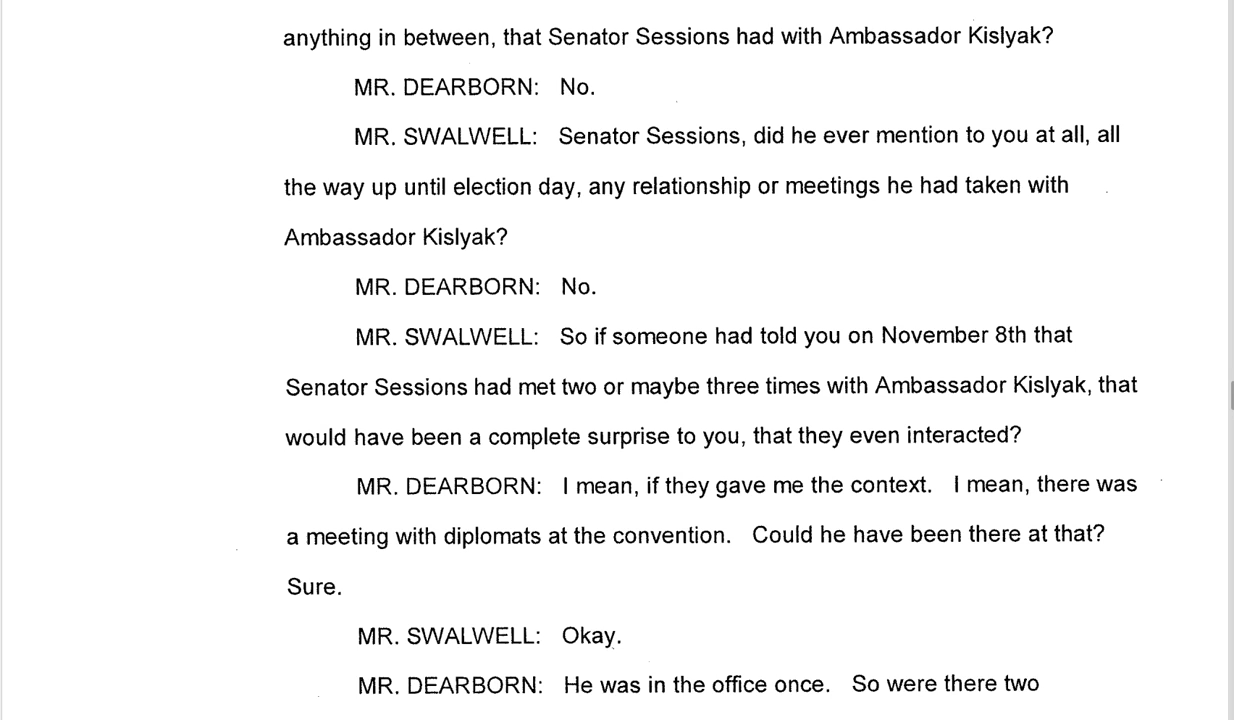 anything in between, that Senator Sessions had with Ambassador Kislyak?
MR. DEARBORN: No.
MR. SWALWELL: Senator Sessions, did he ever mention to you at all, all
the way up until election day, any relationship or meetings he had taken with
Ambassador Kislyak?
MR. DEARBORN: No.
MR. SWALWELL: So if someone had told you on November 8th that
Senator Sessions had met two or maybe three times with Ambassador Kislyak, that
would have been a complete surprise to you, that they even interacted?
MR. DEARBORN: I mean, if they gave me the context. I mean, there was
a meeting with diplomats at the convention. Could he have been there at that?
Sure.
MR. SWALWELL: Okay.
MR. DEARBORN: He was in the office once. So were there two